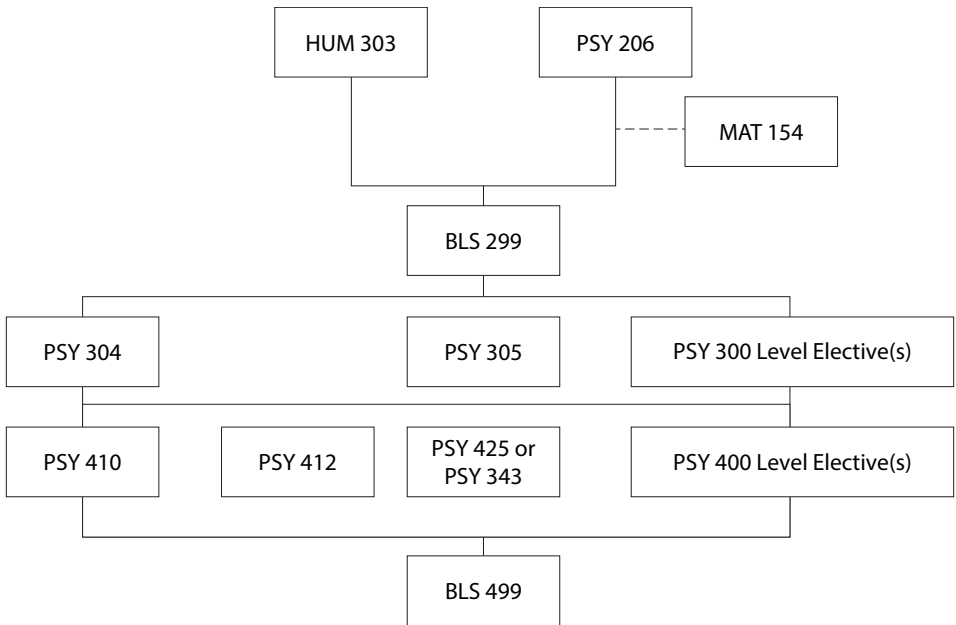 HUM 303
PSY 206
MAT 154
BLS 299
PSY 304
PSY 305
PSY 300 Level Elective(s)
PSY 410
PSY 412
PSY 425 or
PSY 343
PSY 400 Level Elective(s)
BLS 499